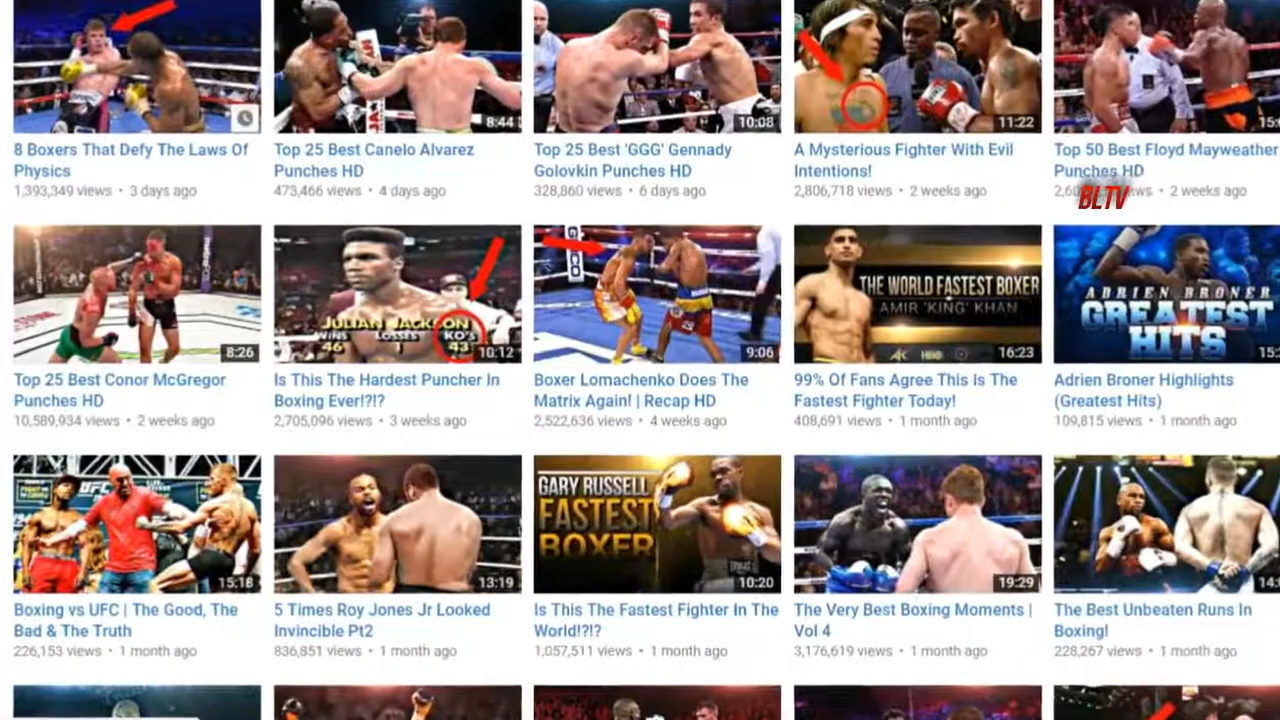 8:44
10:08
11:22
15:
8 Boxers That Defy The Laws Of
Physics
1,393,349 views • 3 days ago
Top 25 Best Canelo Alvarez
Punches HD
473,466 views • 4 days ago
Top 25 Best 'GGG' Gennady
Golovkin Punches HD
328,860 views • 6 days ago
A Mysterious Fighter With Evil
Intentions!
2,806,718 views • 2 weeks ago
Top 50 Best Floyd Mayweather
Punches HD
views • 2 weeks ago
BLTV
8:26
JULIAN JACKSON
WINS LOSSES KO'S
46 1 43
10:12
9:06
THE WORLD FASTEST BOXER
AMIR 'KING' KHAN
HBO
16:23
ADRIEN BRONER
GREATEST
HITS
15:
Top 25 Best Conor McGregor
Punches HD
10,589,934 views • 2 weeks ago
Is This The Hardest Puncher In
Boxing Ever!?!?
2,705,096 views • 3 weeks ago
Boxer Lomachenko Does The
Matrix Again! | Recap HD
2,522,636 views • 4 weeks ago
99% Of Fans Agree This Is The
Fastest Fighter Today!
408,691 views • 1 month ago
Adrien Broner Highlights
(Greatest Hits)
109,815 views • 1 month ago
UFC
15:18
13:19
GARY RUSSELL
FASTEST
BOXER
10:20
19:29
14:
Boxing vs UFC | The Good, The
Bad & The Truth
226,153 views • 1 month ago
5 Times Roy Jones Jr Looked
Invincible Pt2
836,851 views • 1 month ago
Is This The Fastest Fighter In The
World!?!?
1,057,511 views • 1 month ago
The Very Best Boxing Moments |
Vol 4
3,176,619 views • 1 month ago
The Best Unbeaten Runs In
Boxing!
228,267 views • 1 month ago